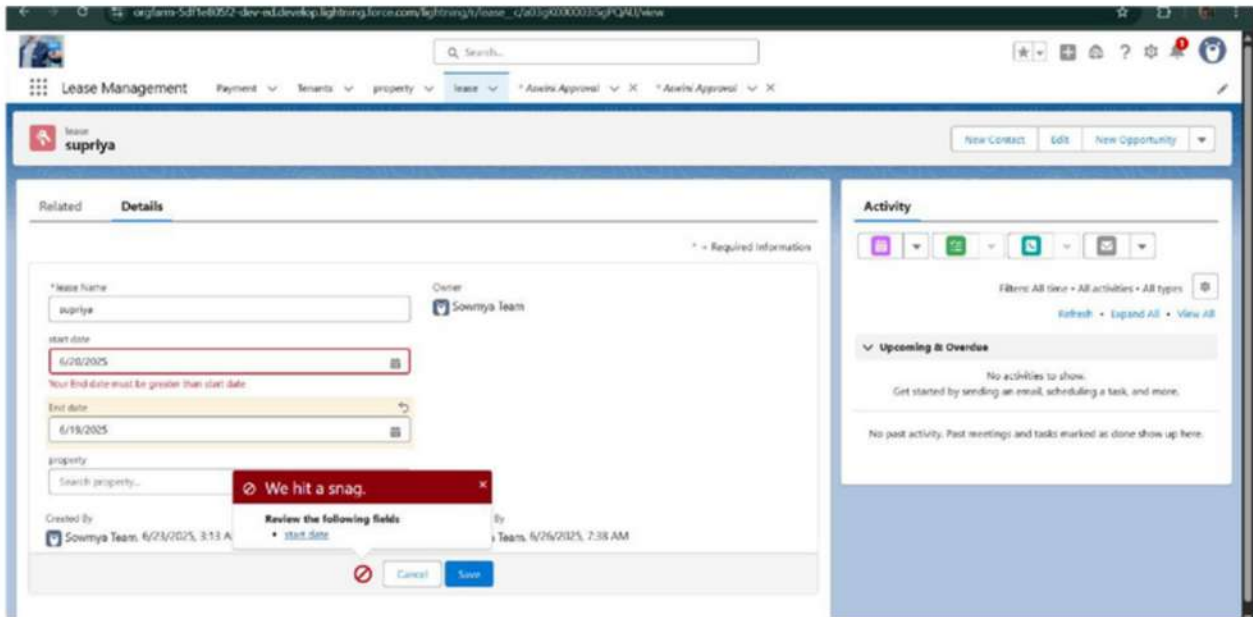 Search...
Lease Management
Payment
Tenants
property
lease
* Aswini Approval
* Aswini Approval
lease
supriya
New Contact
Edit
New Opportunity
Related
Details
* = Required Information
*lease Name
supriya
Owner
Sowmya Team
start date
6/20/2025
Your End date must be greater than start date
End date
6/19/2025
property
Search property...
We hit a snag.
Review the following fields
• start date
Created By
Sowmya Team, 6/23/2025, 3:13 A
By
Team, 6/26/2025, 7:38 AM
Cancel
Save
Activity
Filters: All time • All activities • All types
Refresh • Expand All • View All
Upcoming & Overdue
No activities to show.
Get started by sending an email, scheduling a task, and more.
No past activity. Past meetings and tasks marked as done show up here.